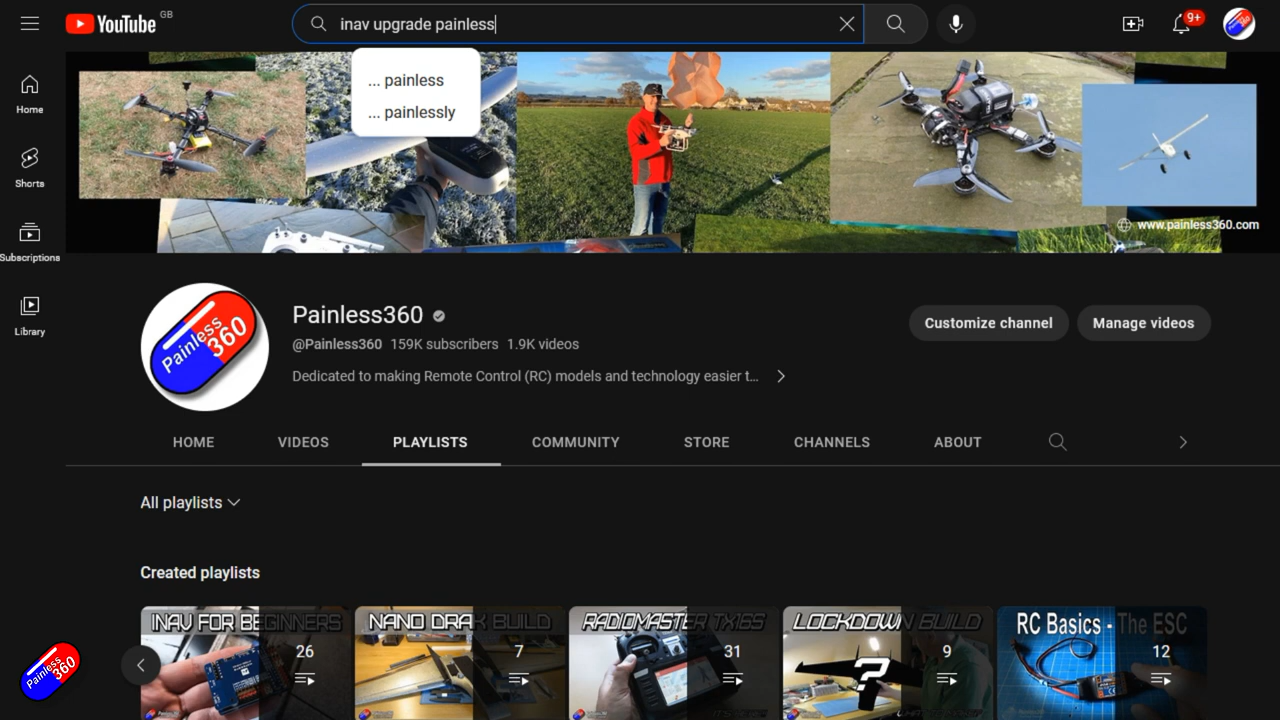 YouTube GB
inav upgrade painless
9+
... painless
... painlessly
Home
Shorts
Subscriptions
Library
www.painless360.com
Painless 360
Painless360
@Painless360 159K subscribers 1.9K videos
Dedicated to making Remote Control (RC) models and technology easier t...
Customize channel
Manage videos
HOME VIDEOS PLAYLISTS COMMUNITY STORE CHANNELS ABOUT
All playlists
Created playlists
INAV FOR BEGINNERS
26
NANO DRAK BUILD
7
RADIOMASTER TX16S
31
LOCKDOWN BUILD
?
9
RC Basics - The ESC
12
Painless 360